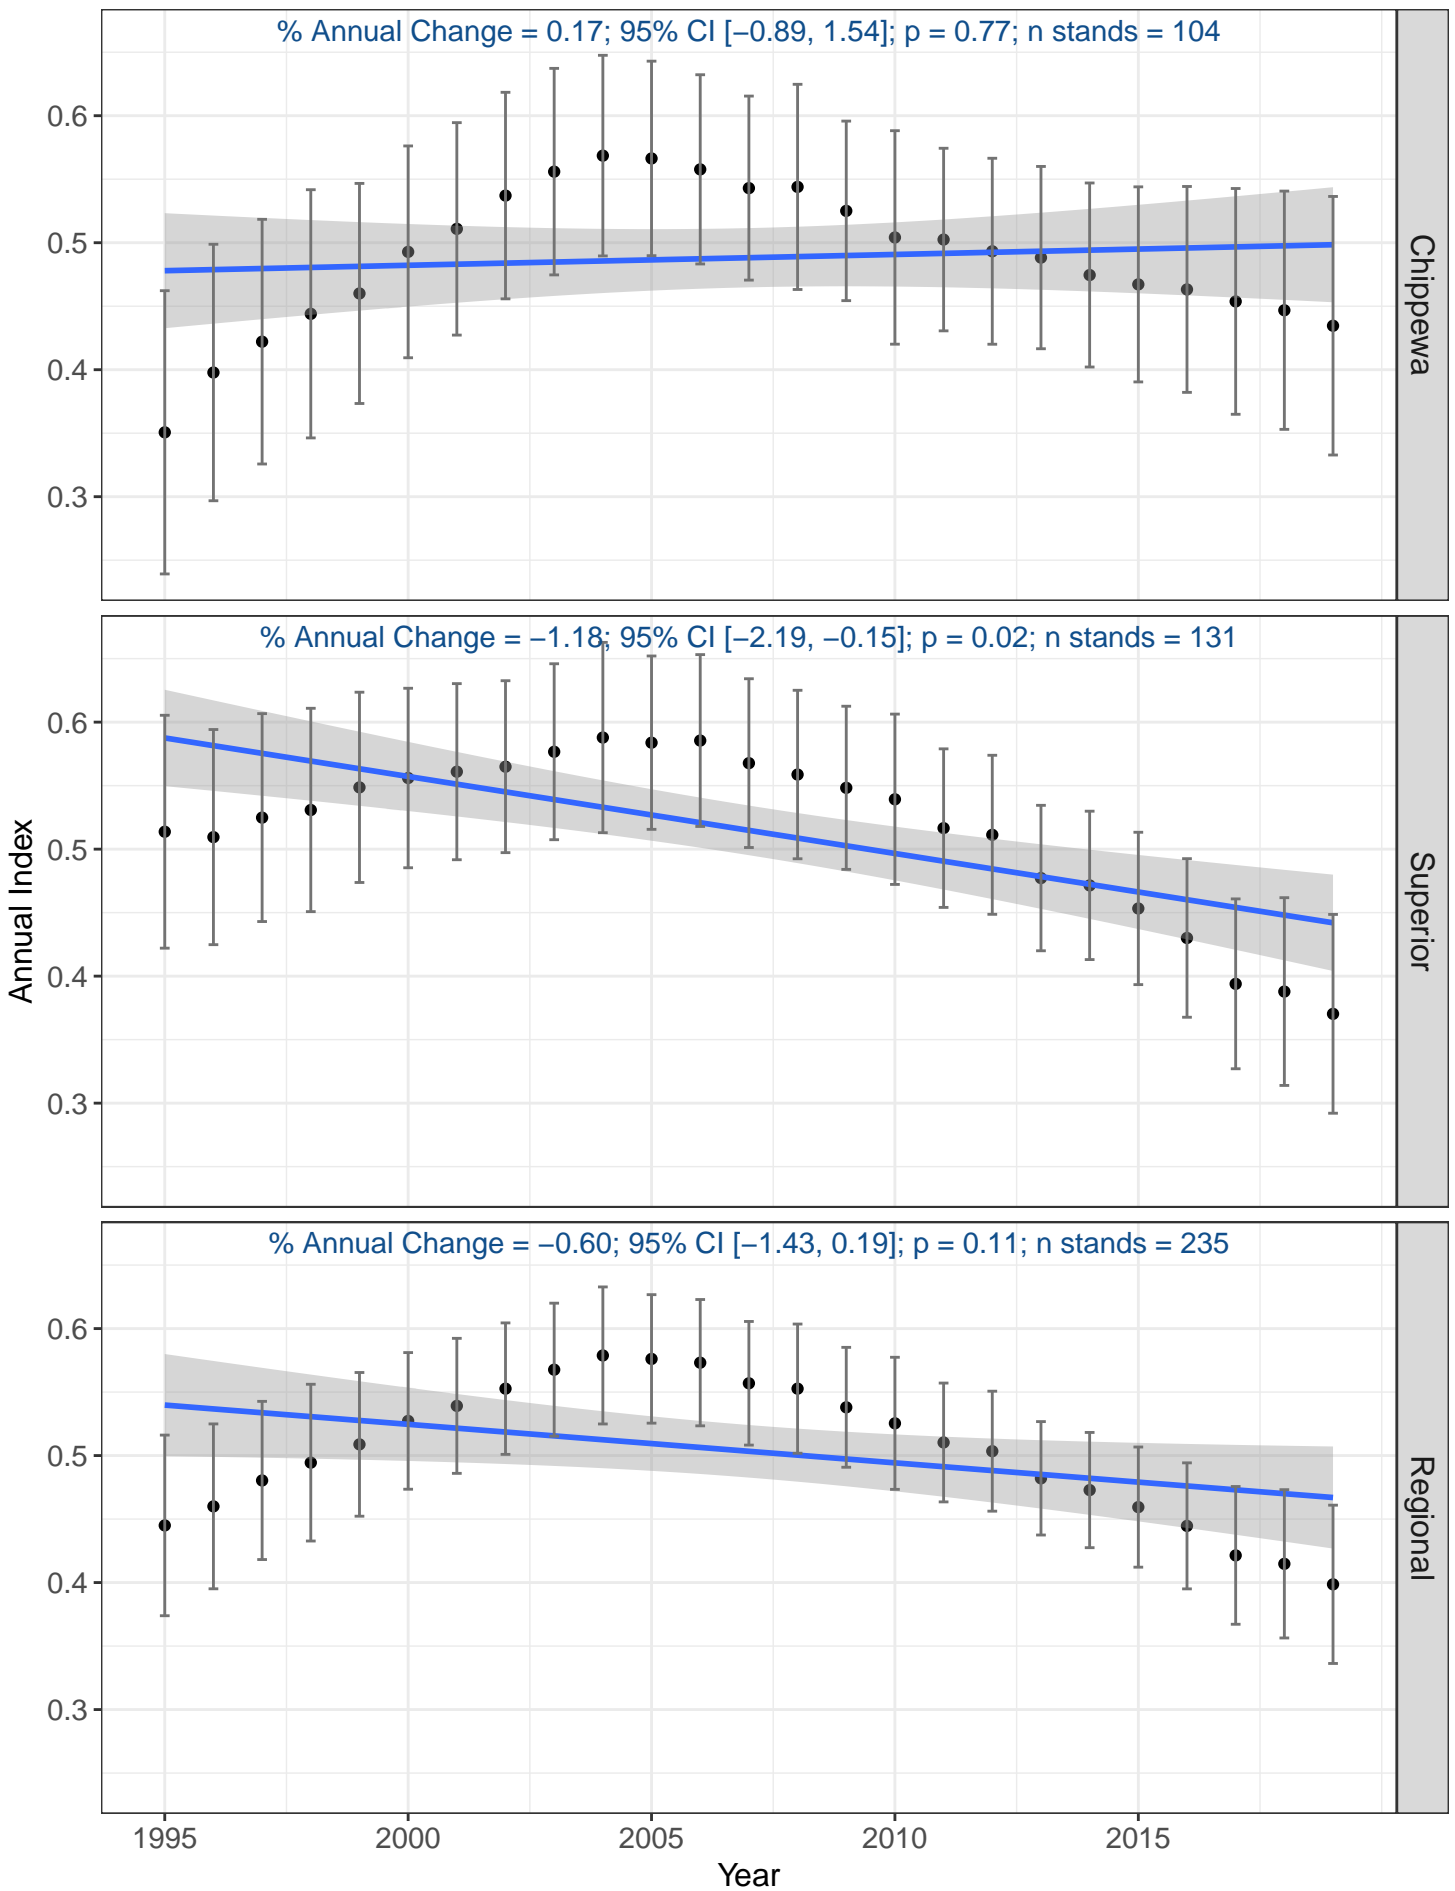 % Annual Change = 0.17; 95% CI [−0.89, 1.54]; p = 0.77; n stands = 104
0.6
0.5
0.4
0.3
Chippewa
% Annual Change = −1.18; 95% CI [−2.19, −0.15]; p = 0.02; n stands = 131
0.6
0.5
0.4
0.3
Superior
Annual Index
% Annual Change = −0.60; 95% CI [−1.43, 0.19]; p = 0.11; n stands = 235
0.6
0.5
0.4
0.3
Regional
1995 2000 2005 2010 2015
Year